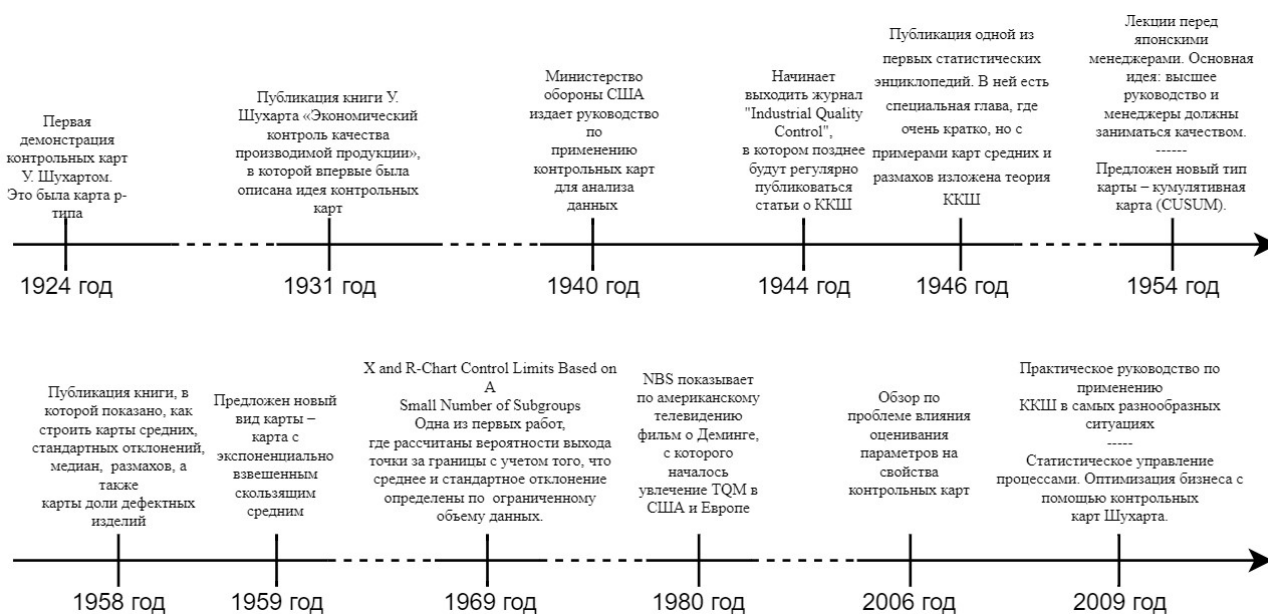 Первая
демонстрация
контрольных карт
У. Шухартом.
Это была карта p-
типа
1924 год
Публикация книги У.
Шухарта «Экономический
контроль качества
производимой продукции»,
в которой впервые была
описана идея контрольных
карт
1931 год
Министерство
обороны США
издает руководство
по
применению
контрольных карт
для анализа
данных
1940 год
Начинает
выходить журнал
"Industrial Quality
Control",
в котором позднее
будут регулярно
публиковаться
статьи о ККШ
1944 год
Публикация одной из
первых статистических
энциклопедий. В ней есть
специальная глава, где
очень кратко, но с
примерами карт средних и
размахов изложена теория
ККШ
1946 год
Лекции перед
японскими
менеджерами. Основная
идея: высшее
руководство и
менеджеры должны
заниматься качеством.
------
Предложен новый тип
карты – кумулятивная
карта (CUSUM).
1954 год
Публикация книги, в
которой показано, как
строить карты средних,
стандартных отклонений,
медиан, размахов, а
также
карты доли дефектных
изделий
1958 год
Предложен новый
вид карты –
карта с
экспоненциально
взвешенным
скользящим
средним
1959 год
X and R-Chart Control Limits Based on
A
Small Number of Subgroups
Одна из первых работ,
где рассчитаны вероятности выхода
точки за границы с учетом того, что
среднее и стандартное отклонение
определены по ограниченному
объему данных.
1969 год
NBS показывает
по американскому
телевидению
фильм о Деминге,
с которого
началось
увлечение TQM в
США и Европе
1980 год
Обзор по
проблеме влияния
оценивания
параметров на
свойства
контрольных карт
2006 год
Практическое руководство по
применению
ККШ в самых разнообразных
ситуациях
-----
Статистическое управление
процессами. Оптимизация бизнеса с
помощью контрольных
карт Шухарта.
2009 год